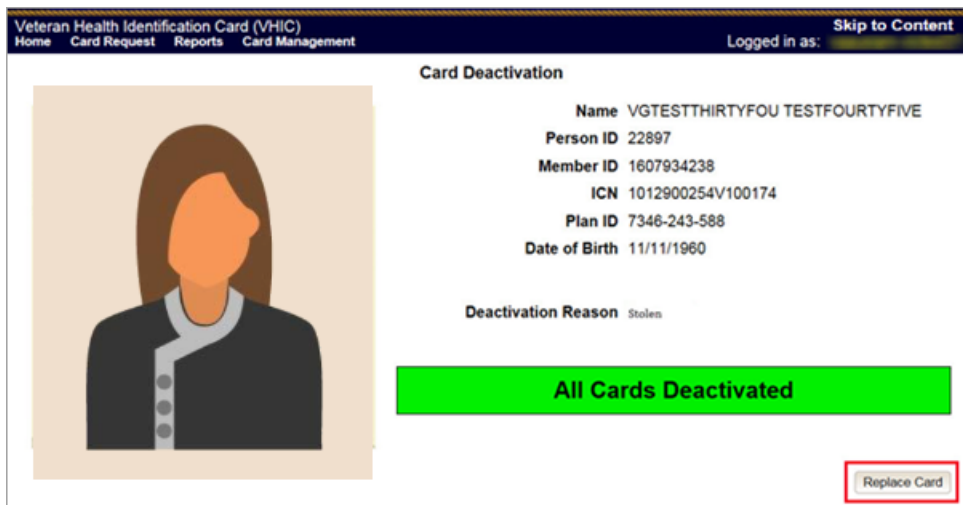 Veteran Health Identification Card (VHIC) Skip to Content
Home Card Request Reports Card Management Logged in as:
Card Deactivation
Name VGTESTTHIRTYFOU TESTFOURTYFIVE
Person ID 22897
Member ID 1607934238
ICN 1012900254V100174
Plan ID 7346-243-588
Date of Birth 11/11/1960
Deactivation Reason Stolen
All Cards Deactivated
Replace Card